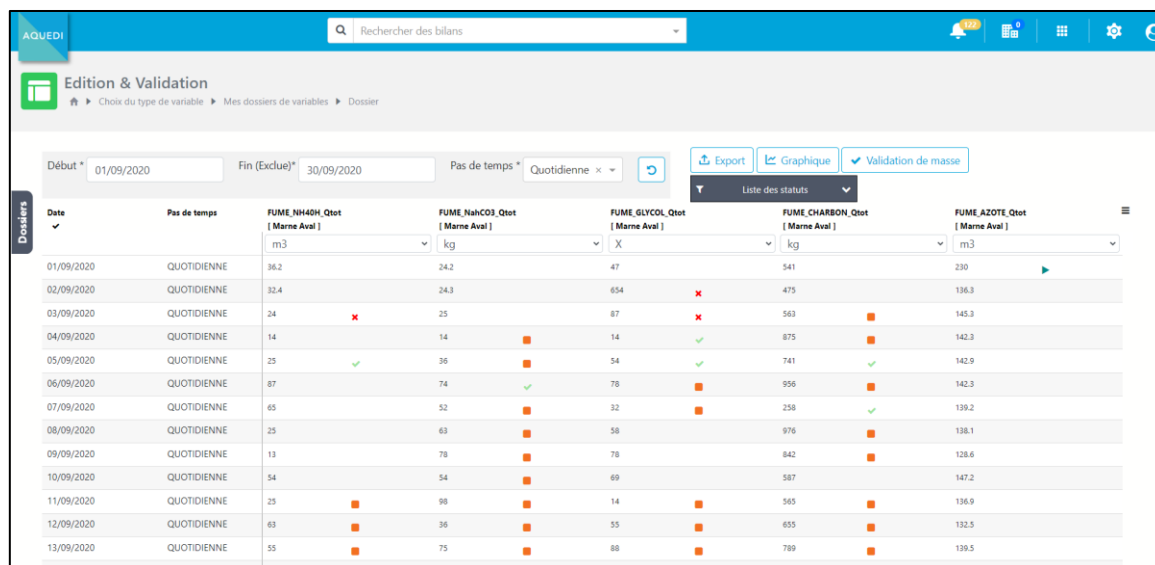 AQUEDI
Rechercher des bilans
122
0
Edition & Validation
Choix du type de variable Mes dossiers de variables Dossier
Début * 01/09/2020 Fin (Exclue)* 30/09/2020 Pas de temps * Quotidienne ×
Export Graphique Validation de masse
Liste des statuts
Dossiers
Date Pas de temps FUME_NH40H_Qtot FUME_NahCO3_Qtot FUME_GLYCOL_Qtot FUME_CHARBON_Qtot FUME_AZOTE_Qtot
[ Marne Aval ] [ Marne Aval ] [ Marne Aval ] [ Marne Aval ] [ Marne Aval ]
m3 kg X kg m3
01/09/2020 QUOTIDIENNE 36.2 24.2 47 541 230
02/09/2020 QUOTIDIENNE 32.4 24.3 654 475 136.3
03/09/2020 QUOTIDIENNE 24 25 87 563 145.3
04/09/2020 QUOTIDIENNE 14 14 14 875 142.3
05/09/2020 QUOTIDIENNE 25 36 54 741 142.9
06/09/2020 QUOTIDIENNE 87 74 78 956 142.3
07/09/2020 QUOTIDIENNE 65 52 32 258 139.2
08/09/2020 QUOTIDIENNE 25 63 58 976 138.1
09/09/2020 QUOTIDIENNE 13 78 78 842 128.6
10/09/2020 QUOTIDIENNE 54 54 69 587 147.2
11/09/2020 QUOTIDIENNE 25 98 14 565 136.9
12/09/2020 QUOTIDIENNE 63 36 55 655 132.5
13/09/2020 QUOTIDIENNE 55 75 88 789 139.5